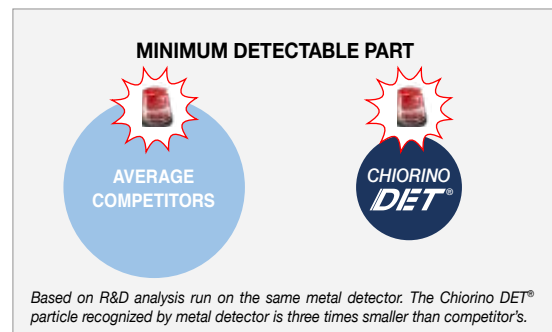 MINIMUM DETECTABLE PART
AVERAGE
COMPETITORS
CHIORINO
DET®
Based on R&D analysis run on the same metal detector. The Chiorino DET®
particle recognized by metal detector is three times smaller than competitor's.